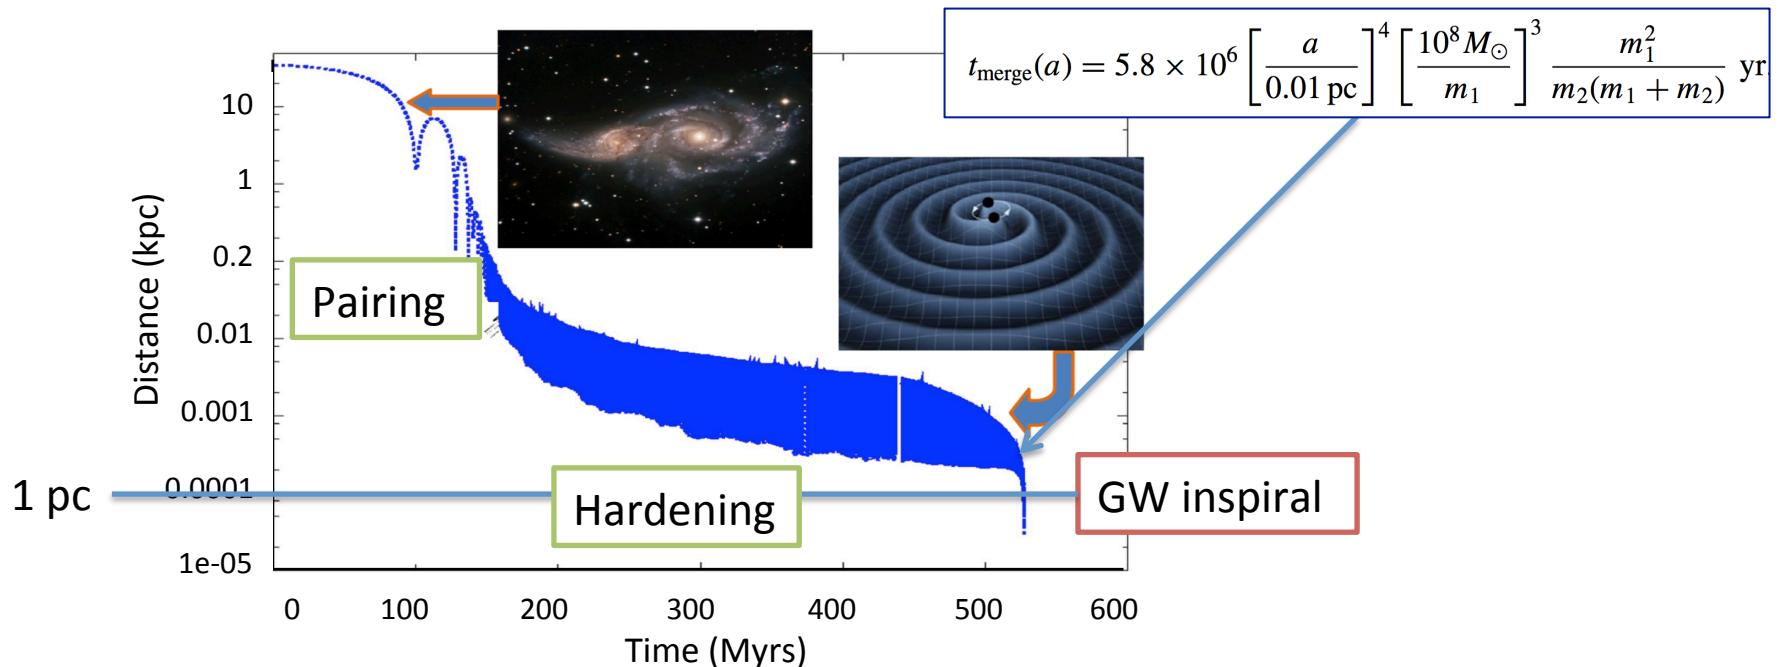 t_merge(a) = 5.8 × 10^6 [a / 0.01 pc]^4 [10^8 M_⊙ / m_1]^3 m_1^2 / m_2(m_1 + m_2) yr.
10
1
0.2
0.01
0.001
0.0001
1e-05
Distance (kpc)
Pairing
Hardening
GW inspiral
1 pc
0 100 200 300 400 500 600
Time (Myrs)